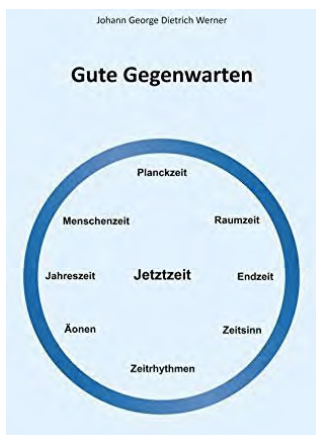 Johann George Dietrich Werner
Gute Gegenwarten
Planckzeit
Menschenzeit
Raumzeit
Jahreszeit
Jetztzeit
Endzeit
Äonen
Zeitsinn
Zeitrhythmen